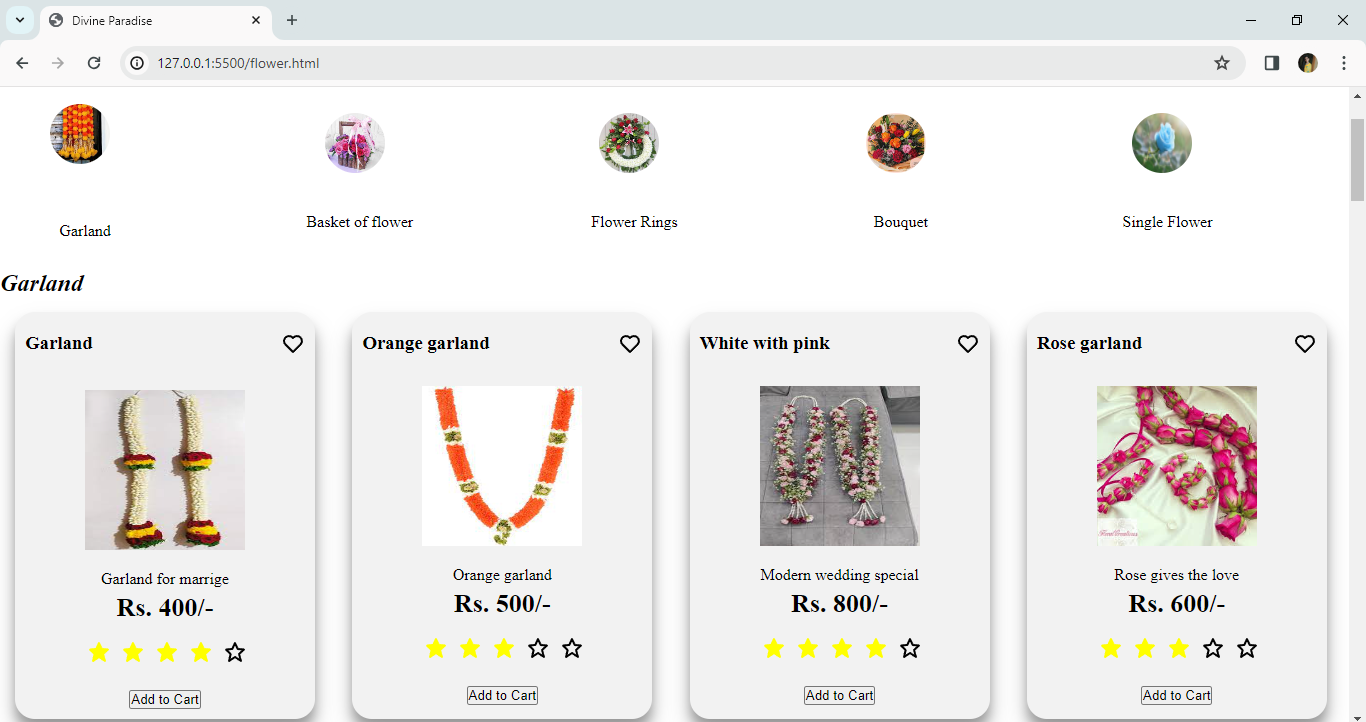 Divine Paradise
127.0.0.1:5500/flower.html
Garland
Basket of flower
Flower Rings
Bouquet
Single Flower
Garland
Garland
Orange garland
White with pink
Rose garland
Garland for marrige
Orange garland
Modern wedding special
Rose gives the love
Rs. 400/-
Rs. 500/-
Rs. 800/-
Rs. 600/-
Add to Cart
Add to Cart
Add to Cart
Add to Cart